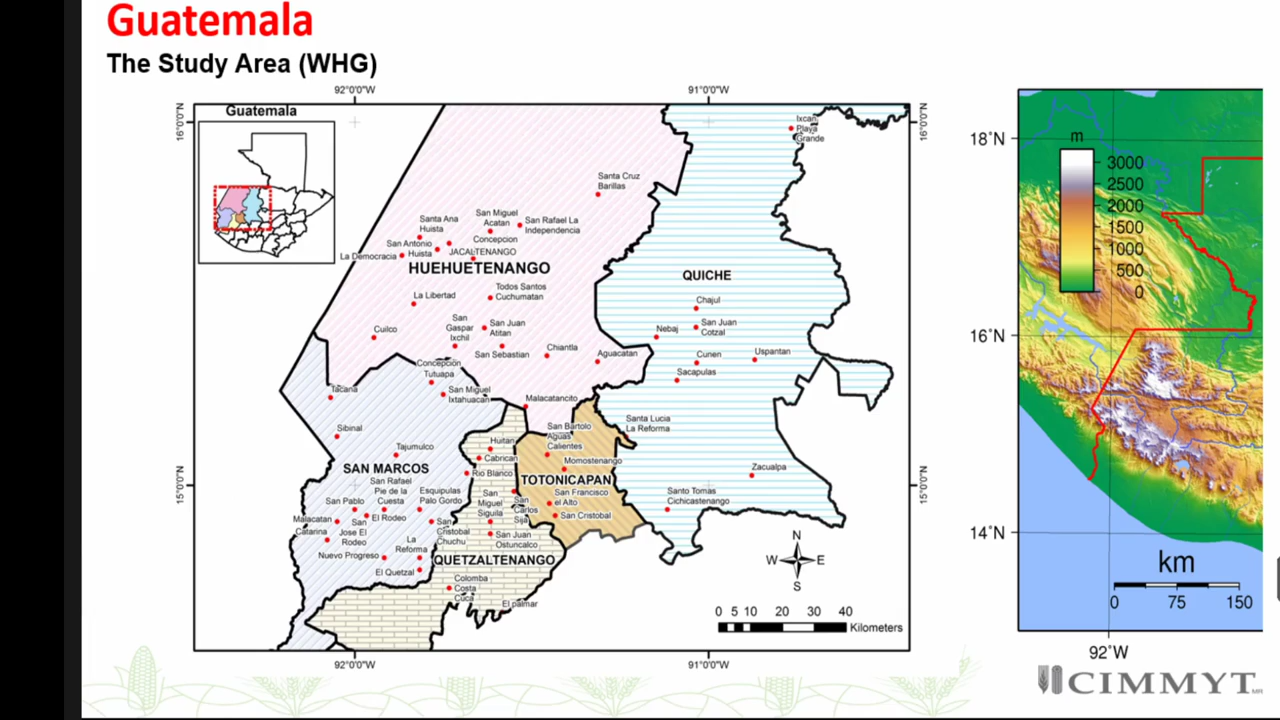 Guatemala
The Study Area (WHG)
92°0'0"W
91°0'0"W
16°0'0"N
16°0'0"N
Guatemala
Ixcan
Playa
Grande
Santa Cruz
Barillas
Santa Ana
Huista
San Miguel
Acatan
San Rafael La
Independencia
Concepcion
San Antonio
Huista
JACALTENANGO
La Democracia
HUEHUETENANGO
QUICHE
Todos Santos
Cuchumatan
La Libertad
Chajul
San
Gaspar
Ixchil
San Juan
Atitan
Cuilco
Nebaj
San Juan
Cotzal
San Sebastian
Chiantla
Aguacatan
Cunen
Uspantan
Sacapulas
Concepción
Tutuapa
Tacana
San Miguel
Ixtahuacan
Malacatancito
Santa Lucia
La Reforma
Sibinal
San Bartolo
Aguas
Calientes
Huitan
Tajumulco
Cabrican
Momostenango
SAN MARCOS
Rio Blanco
TOTONICAPAN
Zacualpa
15°0'0"N
15°0'0"N
San Rafael
Pie de la
Cuesta
San Pablo
Esquipulas
Palo Gordo
San
Miguel
Siguila
San
Carlos
Sija
San Francisco
el Alto
San Cristobal
Santo Tomas
Cichicastenango
Malacatan
San
Jose El
Rodeo
El Rodeo
San
Cristobal
Chuchu
Catarina
San Juan
Ostuncalco
Nuevo Progreso
La
Reforma
QUETZALTENANGO
El Quetzal
Colomba
Costa
Cuca
El palmar
N
W
E
S
0 5 10 20 30 40
Kilometers
92°0'0"W
91°0'0"W
18°N
16°N
14°N
m
3000
2500
2000
1500
1000
500
0
km
0 75 150
92°W
CIMMYT